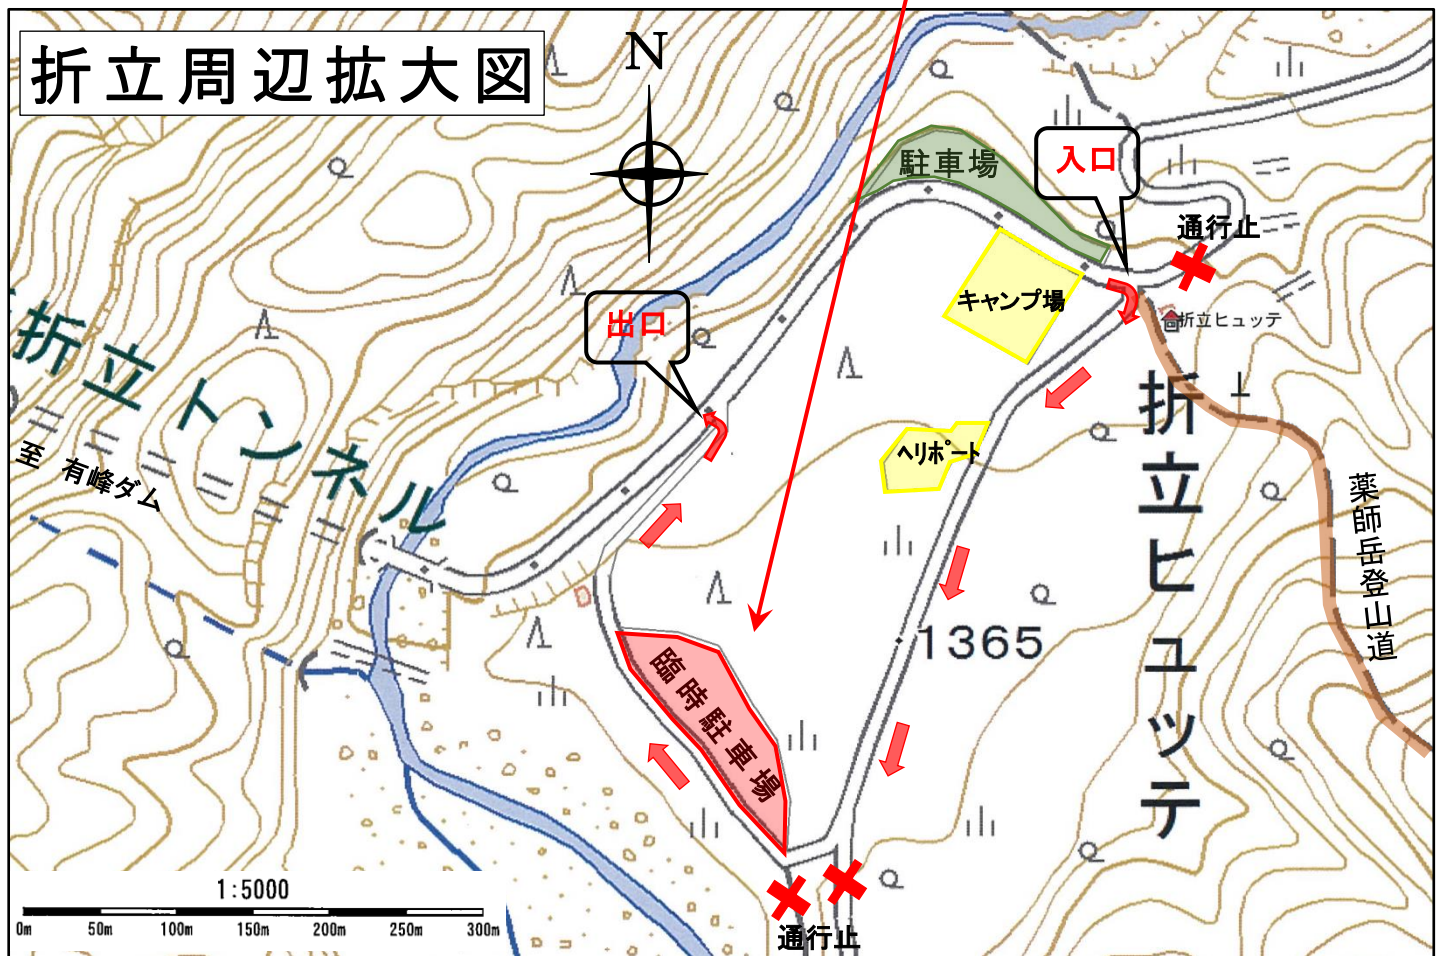 折立周辺拡大図
N
駐車場
入口
通行止
キャンプ場
折立ヒュッテ
出口
折立トンネル
至 有峰ダム
ヘリポート
折立ヒュッテ
薬師岳登山道
1365
臨時駐車場
通行止
1:5000
0m 50m 100m 150m 200m 250m 300m